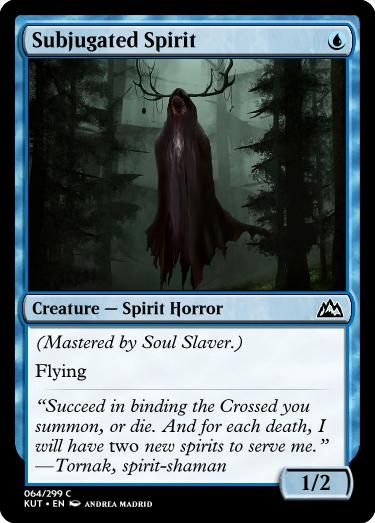 Subjugated Spirit
Creature — Spirit Horror
(Mastered by Soul Slaver.)
Flying
“Succeed in binding the Crossed you
summon, or die. And for each death, I
will have two new spirits to serve me.”
—Tornak, spirit-shaman
1/2
064/299 C
KUT • EN ANDREA MADRID